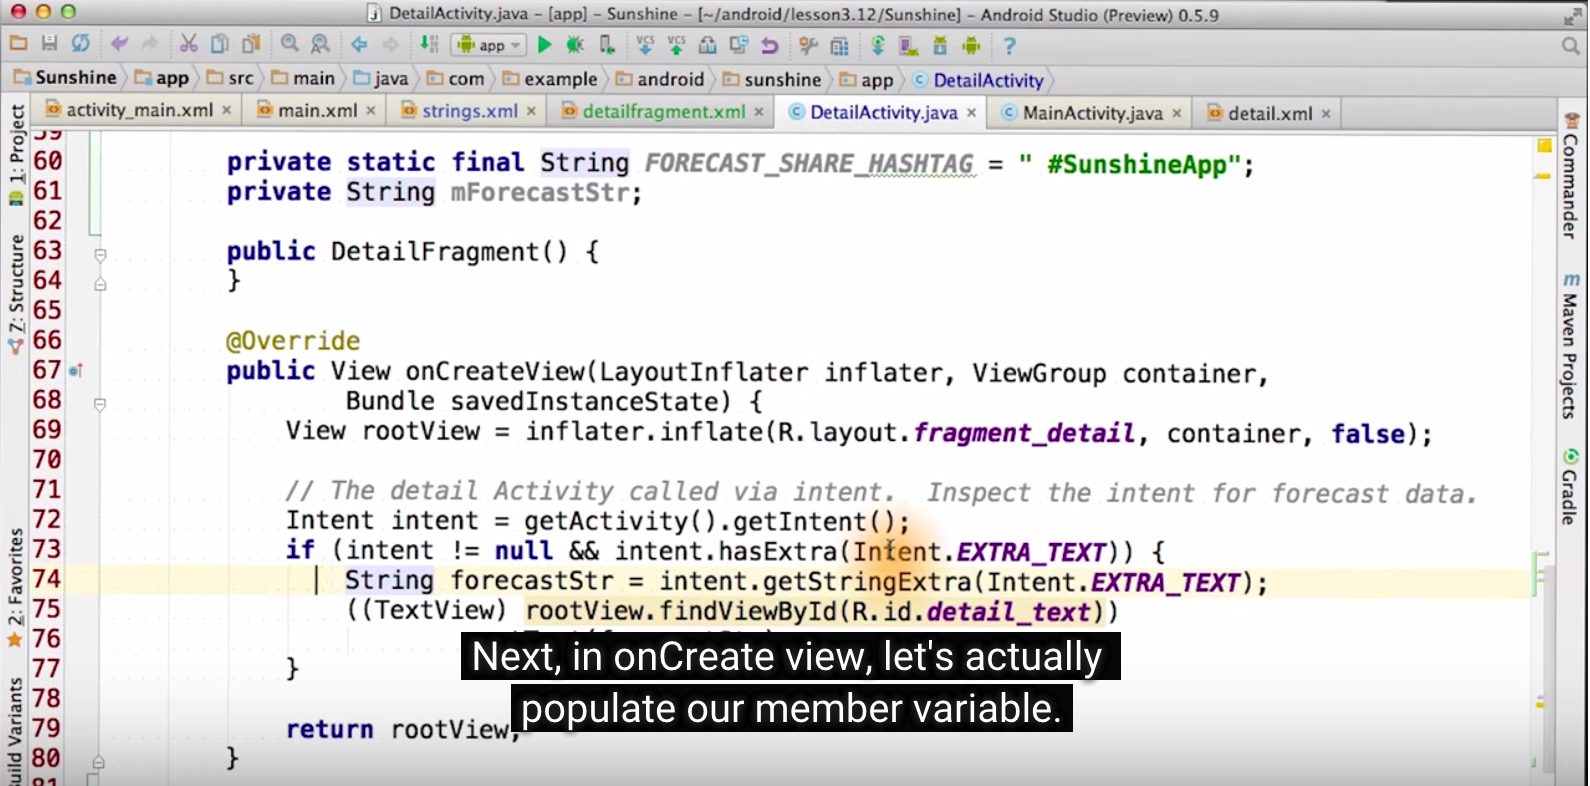 DetailActivity.java – [app] – Sunshine – [~/android/lesson3.12/Sunshine] – Android Studio (Preview) 0.5.9
app
Sunshine app src main java com example android sunshine app DetailActivity
activity_main.xml main.xml strings.xml detailfragment.xml DetailActivity.java MainActivity.java detail.xml
1: Project
7: Structure
2: Favorites
Build Variants
59
60 private static final String FORECAST_SHARE_HASHTAG = " #SunshineApp";
61 private String mForecastStr;
62
63 public DetailFragment() {
64 }
65
66 @Override
67 public View onCreateView(LayoutInflater inflater, ViewGroup container,
68 Bundle savedInstanceState) {
69 View rootView = inflater.inflate(R.layout.fragment_detail, container, false);
70
71 // The detail Activity called via intent.  Inspect the intent for forecast data.
72 Intent intent = getActivity().getIntent();
73 if (intent != null && intent.hasExtra(Intent.EXTRA_TEXT)) {
74 String forecastStr = intent.getStringExtra(Intent.EXTRA_TEXT);
75 ((TextView) rootView.findViewById(R.id.detail_text))
76
77 }
78
79 return rootView;
80 }
81
Next, in onCreate view, let's actually
populate our member variable.
Commander
Maven Projects
Gradle